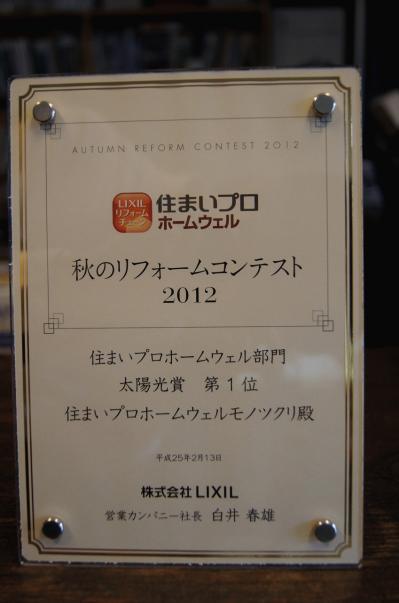 AUTUMN REFORM CONTEST 2012
LIXIL
リフォーム
チェーン
住まいプロ
ホームウェル
秋のリフォームコンテスト
2012
住まいプロホームウェル部門
太陽光賞 第1位
住まいプロホームウェルモノツクリ殿
平成25年2月13日
株式会社 LIXIL
営業カンパニー社長 白井 春雄